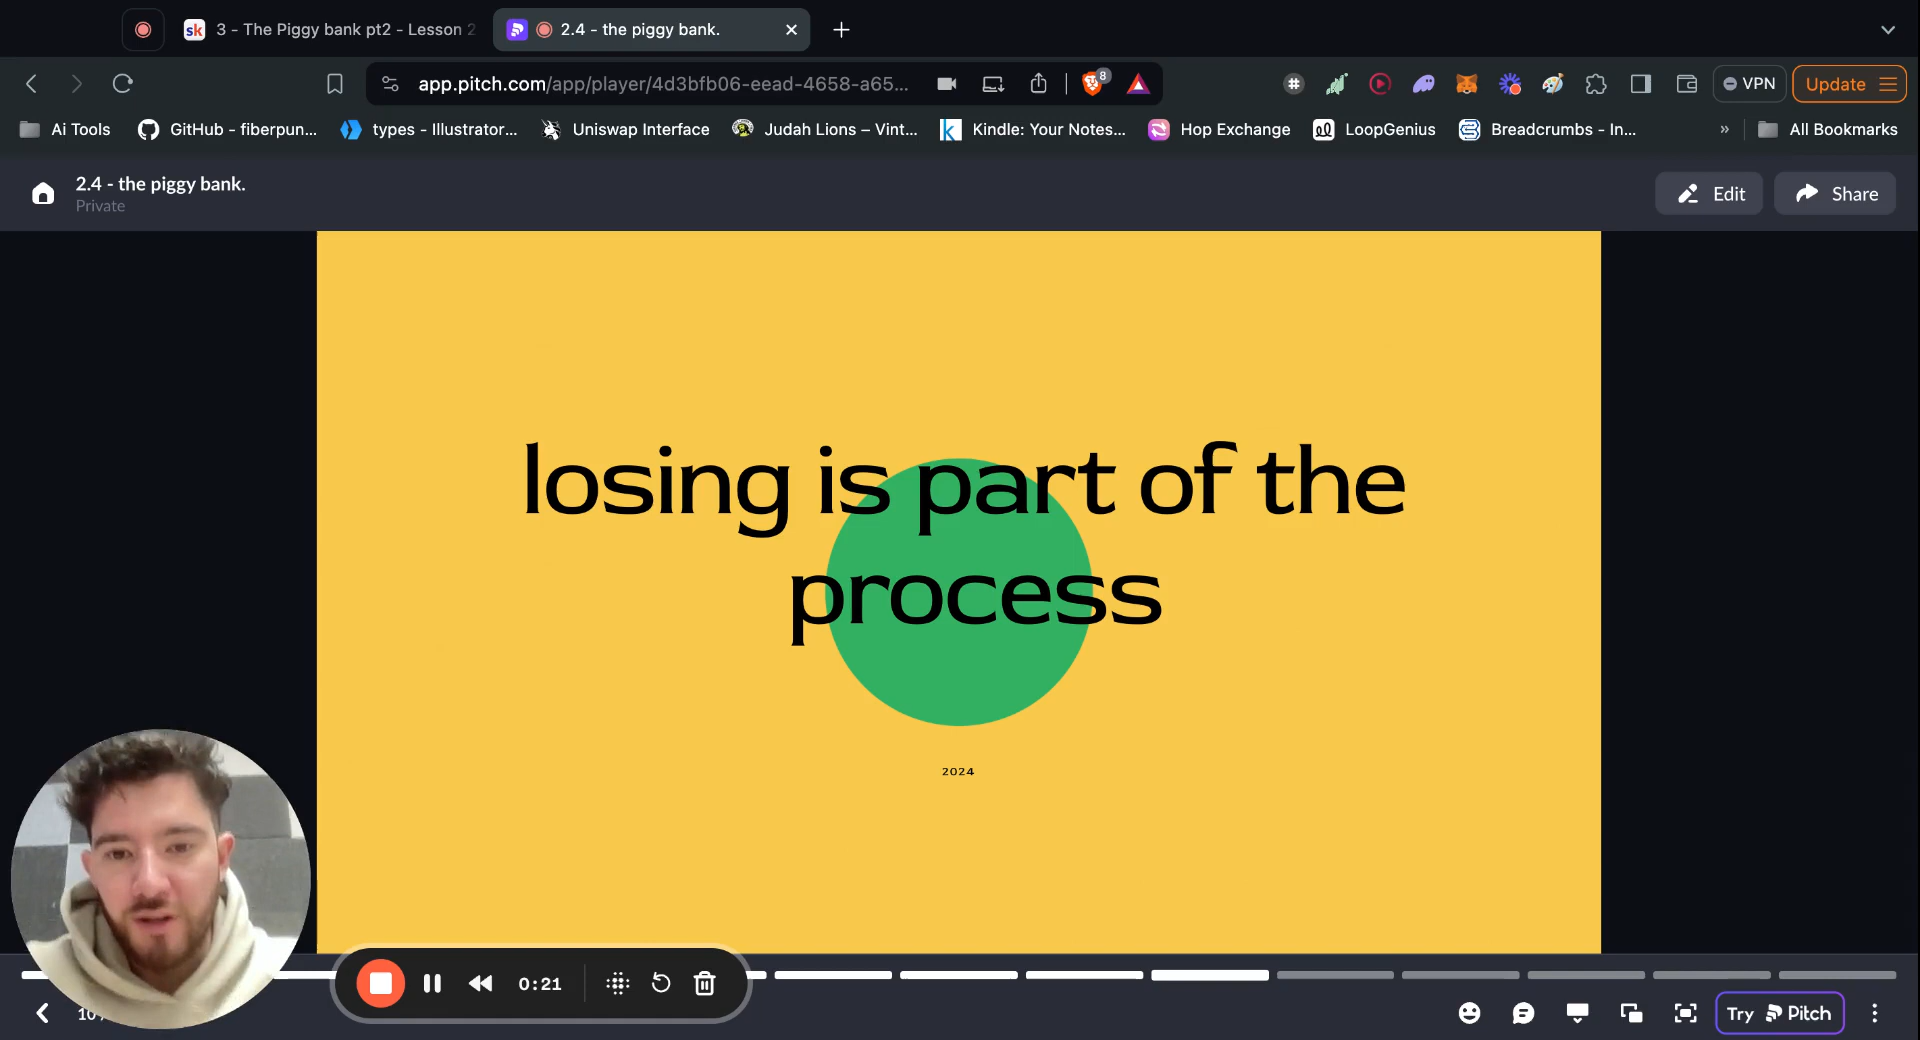 sk 3 - The Piggy bank pt2 - Lesson 2
2.4 - the piggy bank.
app.pitch.com/app/player/4d3bfb06-eead-4658-a65...
8
VPN
Update
Ai Tools
GitHub - fiberpun...
types - Illustrator...
Uniswap Interface
Judah Lions – Vint...
Kindle: Your Notes...
Hop Exchange
LoopGenius
Breadcrumbs - In...
»
All Bookmarks
2.4 - the piggy bank.
Private
Edit
Share
losing is part of the
process
2024
0:21
10
Try Pitch